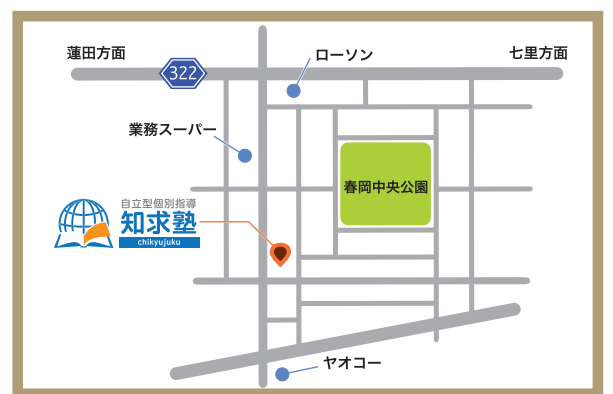 蓮田方面
322
ローソン
七里方面
業務スーパー
春岡中央公園
自立型個別指導
知求塾
chikyujuku
ヤオコー